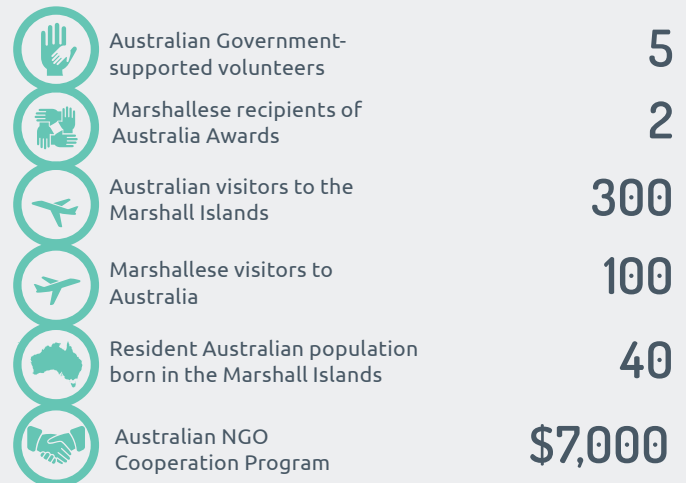 Australian Government-
supported volunteers
5
Marshallese recipients of
Australia Awards
2
Australian visitors to the
Marshall Islands
300
Marshallese visitors to
Australia
100
Resident Australian population
born in the Marshall Islands
40
Australian NGO
Cooperation Program
$7,000